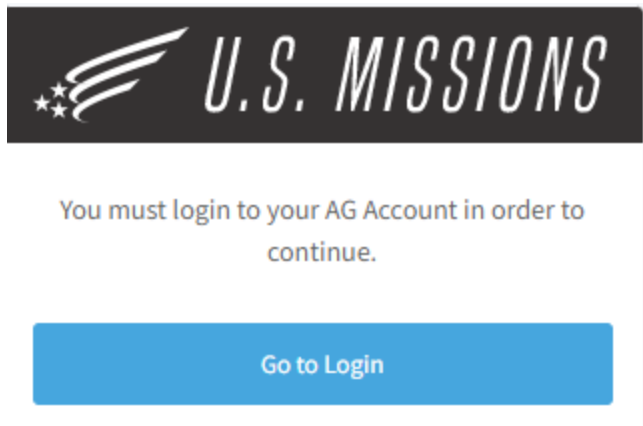 U.S. MISSIONS
You must login to your AG Account in order to
continue.
Go to Login